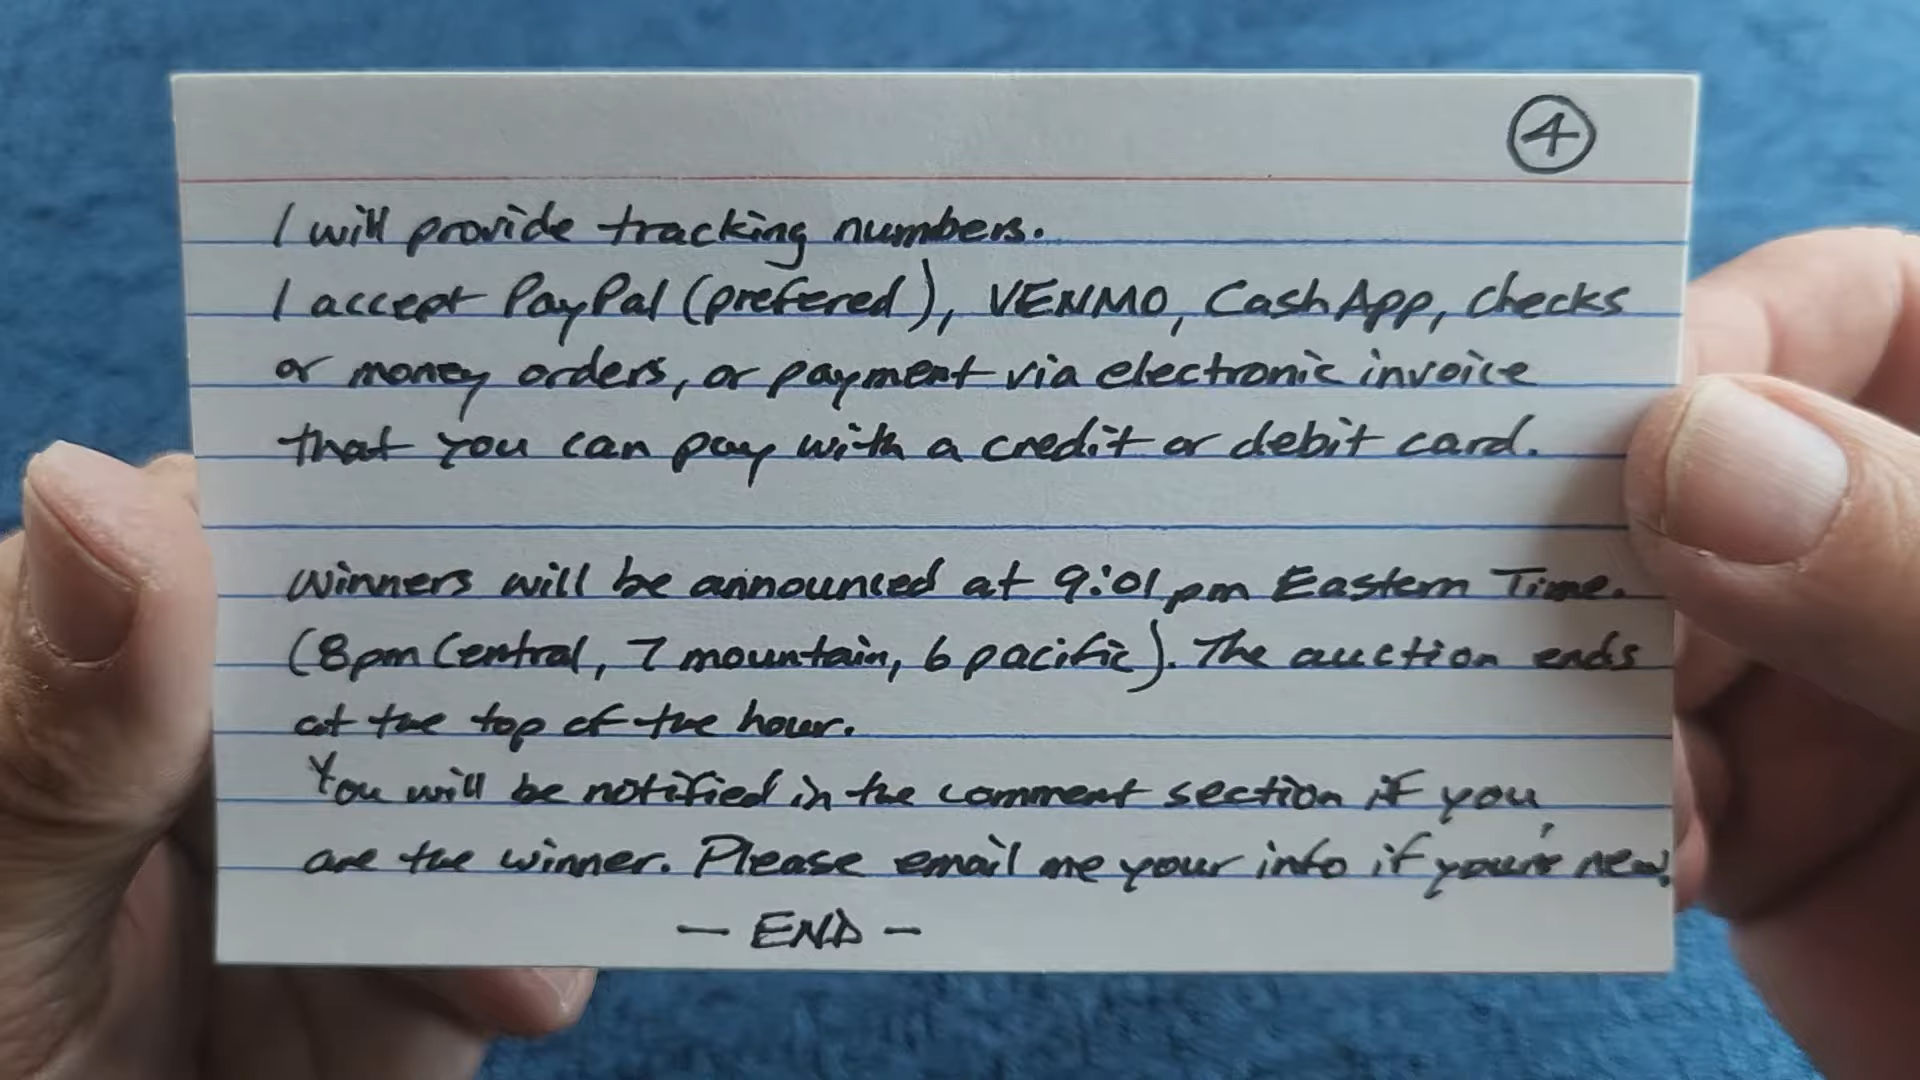 4
I will provide tracking numbers.
I accept PayPal (prefered), VENMO, CashApp, checks
or money orders, or payment via electronic invoice
that you can pay with a credit or debit card.
Winners will be announced at 9:01 pm Eastern Time.
(8pm Central, 7 mountain, 6 pacific). The auction ends
at the top of the hour.
You will be notified in the comment section if you
are the winner. Please email me your info if you're new!
— END —